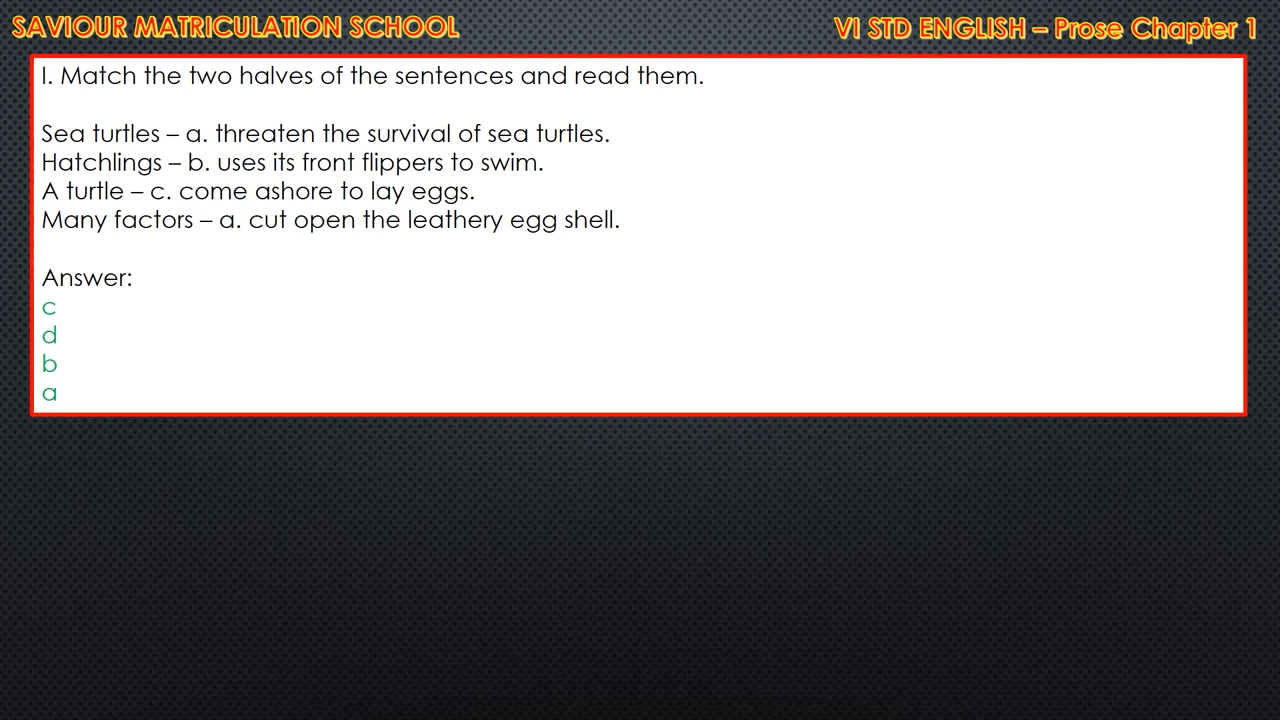 SAVIOUR MATRICULATION SCHOOL
VI STD ENGLISH – Prose Chapter 1
I. Match the two halves of the sentences and read them.
Sea turtles – a. threaten the survival of sea turtles.
Hatchlings – b. uses its front flippers to swim.
A turtle – c. come ashore to lay eggs.
Many factors – a. cut open the leathery egg shell.
Answer:
c
d
b
a